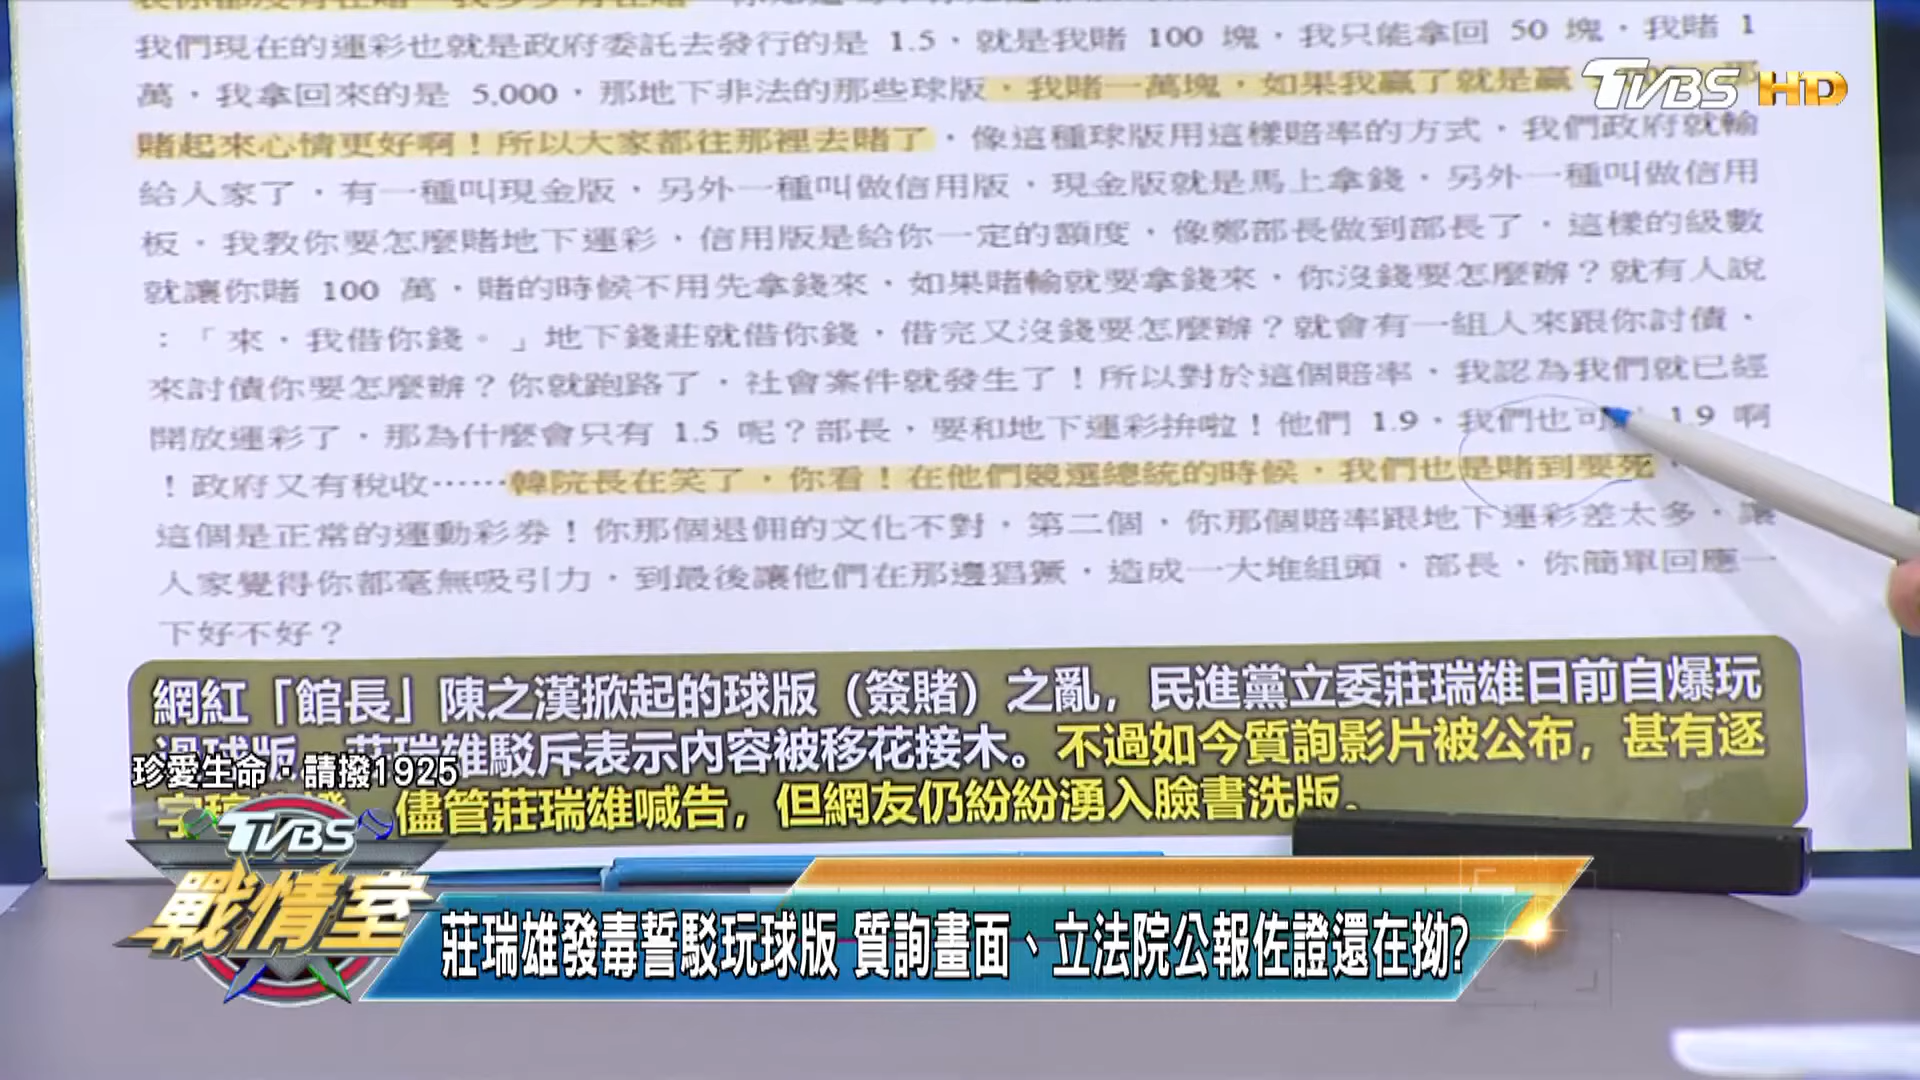 我們現在的運彩也就是政府委託去發行的是 1.5，就是我賭 100 塊，我只能拿回 50 塊，我賭 1
萬，我拿回來的是 5,000，那地下非法的那些球版，我賭一萬塊，如果我贏了就是贏
TVBS HD
賭起來心情更好啊！所以大家都往那裡去賭了，像這種球版用這樣賠率的方式，我們政府就輸
給人家了，有一種叫現金版，另外一種叫做信用版，現金版就是馬上拿錢，另外一種叫做信用
板，我教你要怎麼賭地下運彩，信用版是給你一定的額度，像鄭部長做到部長了，這樣的級數
就讓你賭 100 萬，賭的時候不用先拿錢來，如果賭輸就要拿錢來，你沒錢要怎麼辦？就有人說
：「來，我借你錢。」地下錢莊就借你錢，借完又沒錢要怎麼辦？就會有一組人來跟你討債，
來討債你要怎麼辦？你就跑路了，社會案件就發生了！所以對於這個賠率，我認為我們就已經
開放運彩了，那為什麼會只有 1.5 呢？部長，要和地下運彩拚啦！他們 1.9，我們也可 1.9 啊
！政府又有稅收……韓院長在笑了，你看！在他們競選總統的時候，我們也是賭到要死，
這個是正常的運動彩券！你那個退佣的文化不對，第二個，你那個賠率跟地下運彩差太多，讓
人家覺得你都毫無吸引力，到最後讓他們在那邊猖獗，造成一大堆組頭，部長，你簡單回應一
下好不好？
網紅「館長」陳之漢掀起的球版（簽賭）之亂，民進黨立委莊瑞雄日前自爆玩
球版，莊瑞雄駁斥表示內容被移花接木。不過如今質詢影片被公布，甚有逐
珍愛生命‧請撥1925
字，儘管莊瑞雄喊告，但網友仍紛紛湧入臉書洗版。
TVBS
戰情室
莊瑞雄發毒誓駁玩球版 質詢畫面、立法院公報佐證還在拗?